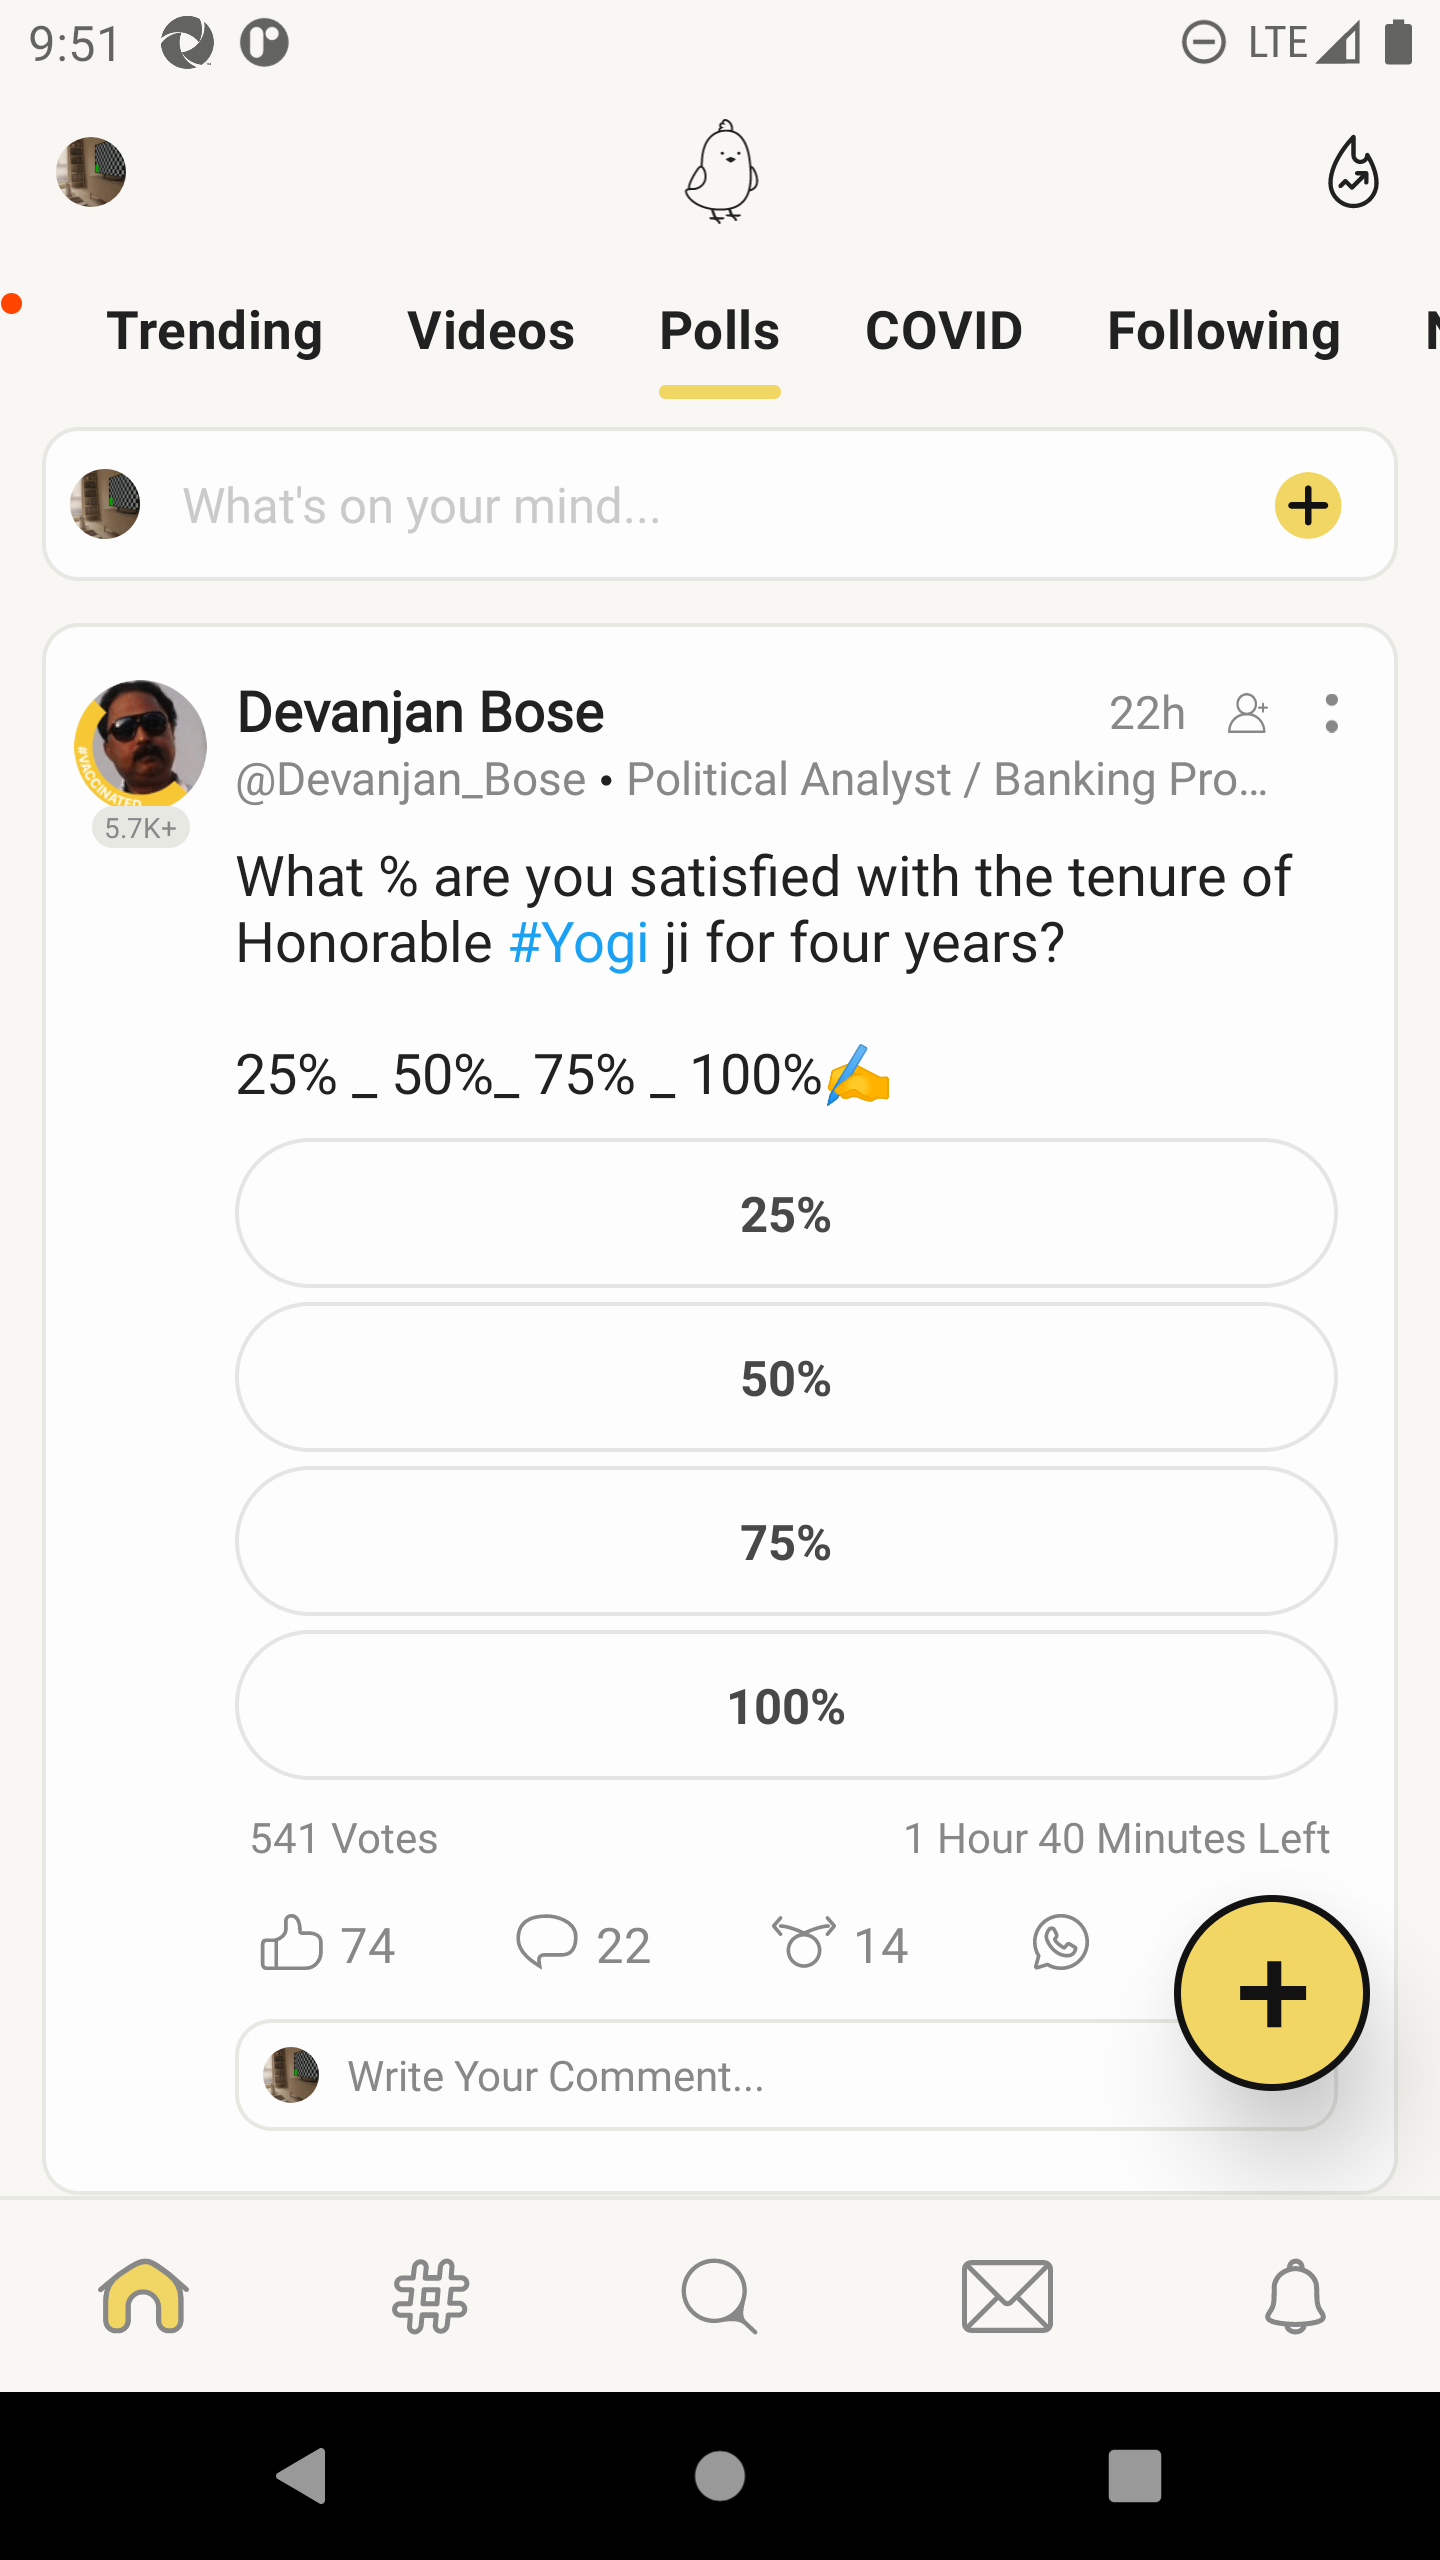 9:51
LTE
Trending Videos Polls COVID Following
What's on your mind...
Devanjan Bose
22h
@Devanjan_Bose • Political Analyst / Banking Pro...
#VACCINATED
5.7K+
What % are you satisfied with the tenure of
Honorable #Yogi ji for four years?
25% _ 50%_ 75% _ 100%✍️
25%
50%
75%
100%
541 Votes
1 Hour 40 Minutes Left
74
22
14
Write Your Comment...